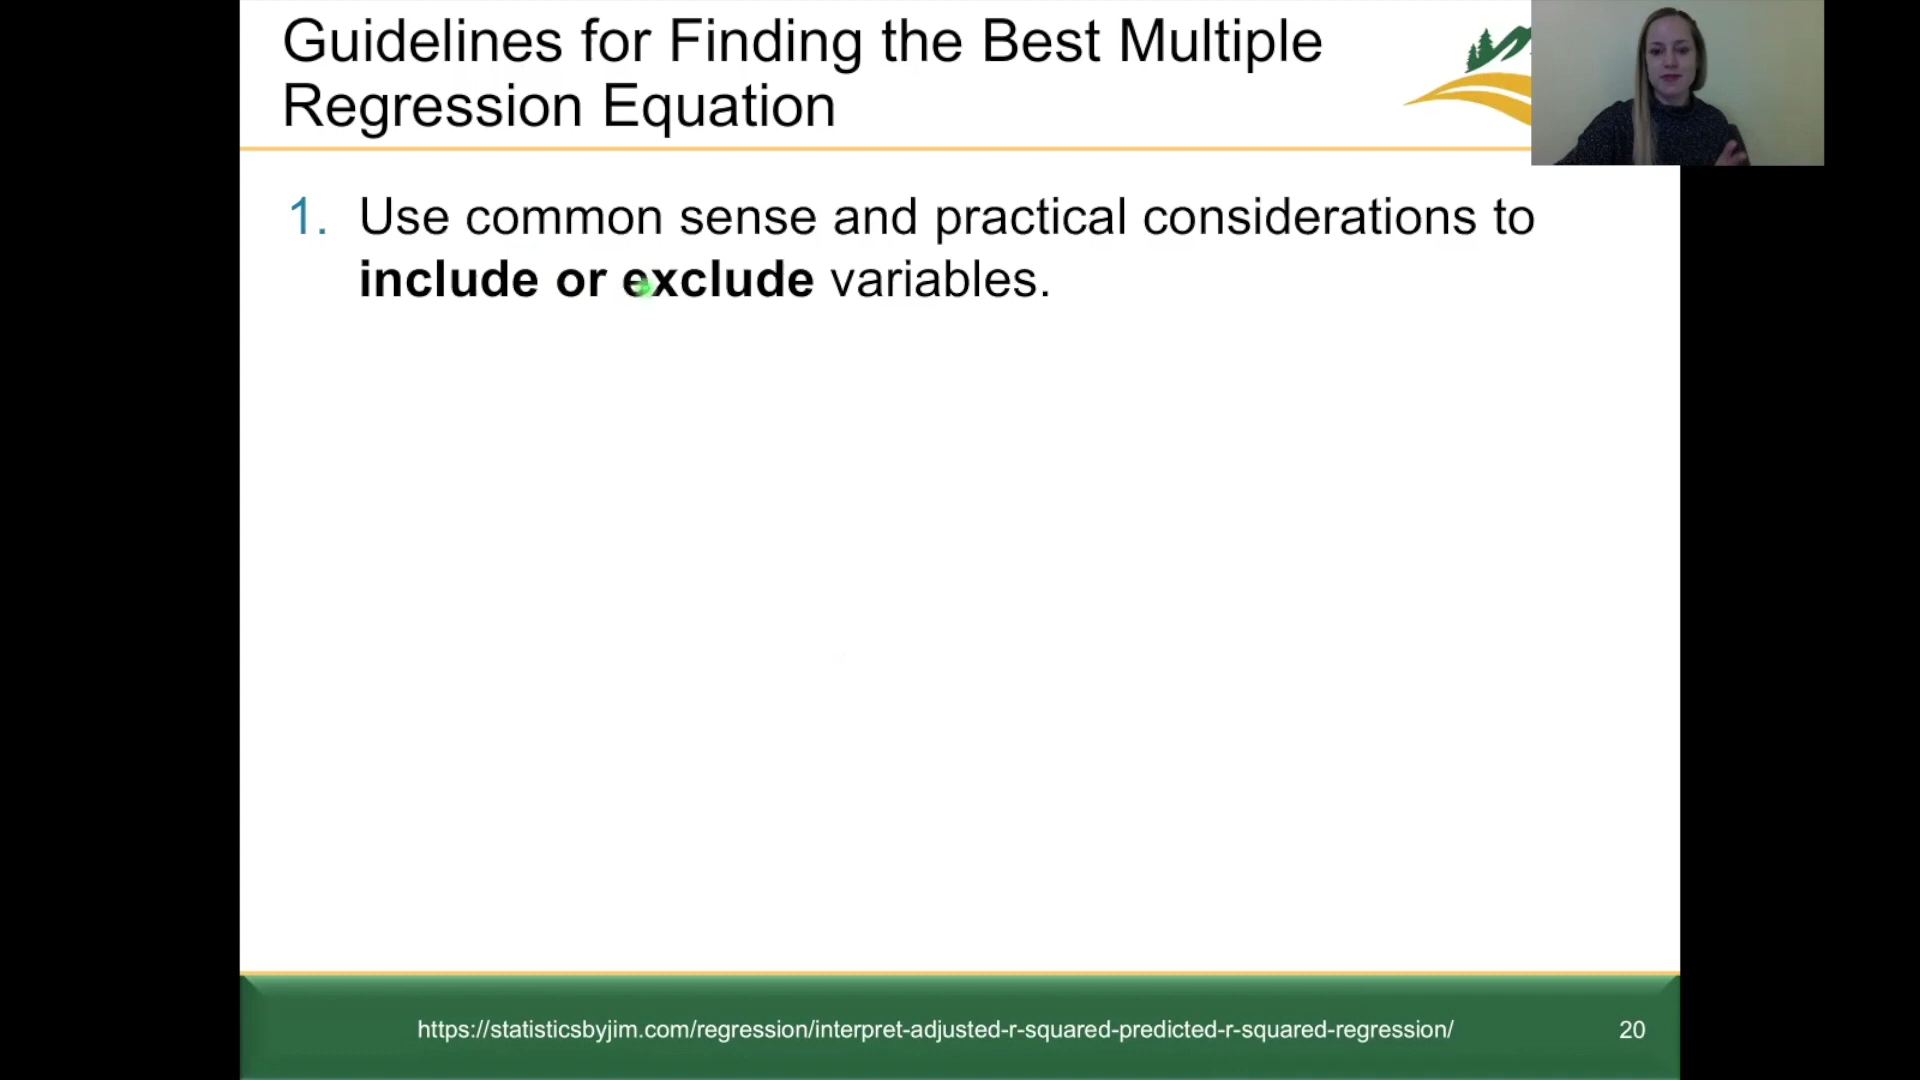 Guidelines for Finding the Best Multiple
Regression Equation
1. Use common sense and practical considerations to
include or exclude variables.
https://statisticsbyjim.com/regression/interpret-adjusted-r-squared-predicted-r-squared-regression/
20